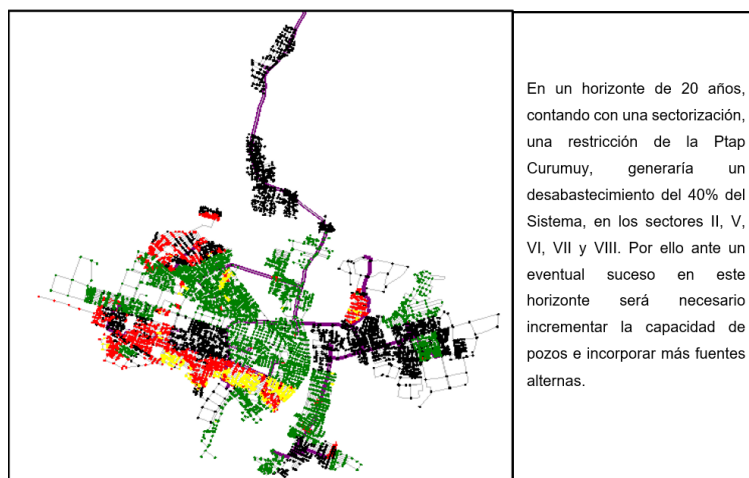 En un horizonte de 20 años,
contando con una sectorización,
una restricción de la Ptap
Curumuy, generaría un
desabastecimiento del 40% del
Sistema, en los sectores II, V,
VI, VII y VIII. Por ello ante un
eventual suceso en este
horizonte será necesario
incrementar la capacidad de
pozos e incorporar más fuentes
alternas.